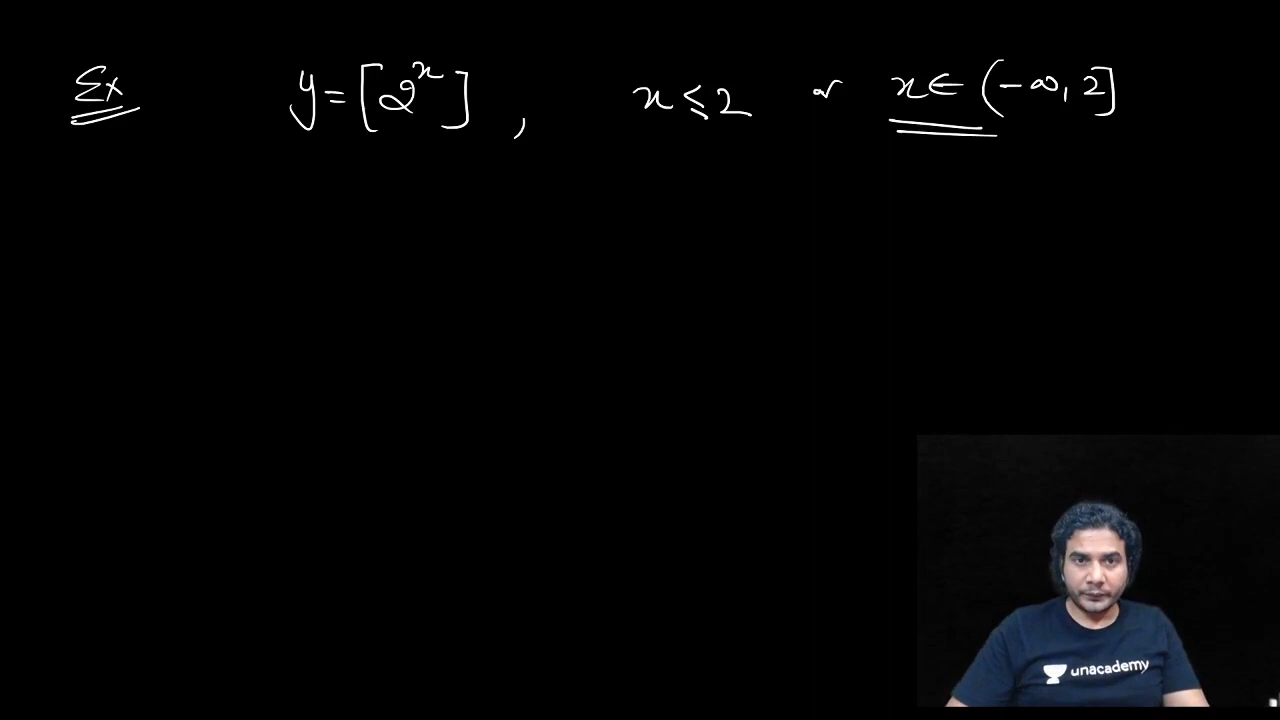 Ex y = [2^x] , x ≤ 2 or x ∈ (-∞, 2]
unacademy